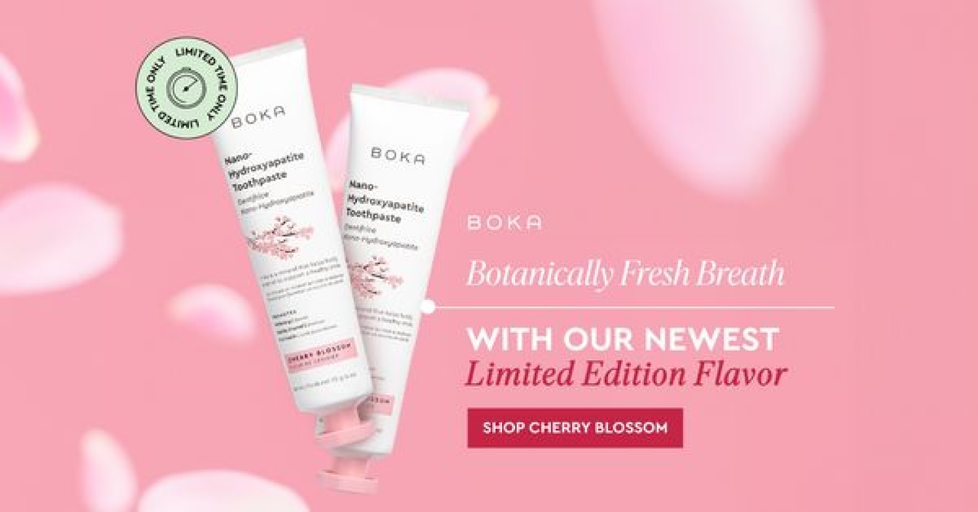 LIMITED TIME ONLY LIMITED TIME ONLY
BOKA
Nano-
Hydroxyapatite
Toothpaste
Dentifrice
Nano-Hydroxyapatite
CHERRY BLOSSOM
BOKA
Nano-
Hydroxyapatite
Toothpaste
Dentifrice
Nano-Hydroxyapatite
BOKA
Botanically Fresh Breath
WITH OUR NEWEST
Limited Edition Flavor
SHOP CHERRY BLOSSOM